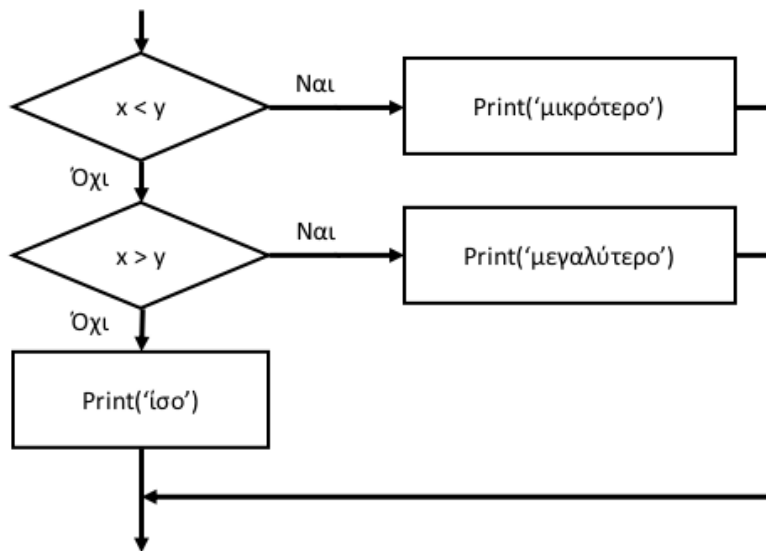 Ναι
x < y
Print(‘μικρότερο’)
Όχι
Ναι
x > y
Print(‘μεγαλύτερο’)
Όχι
Print(‘ίσο’)